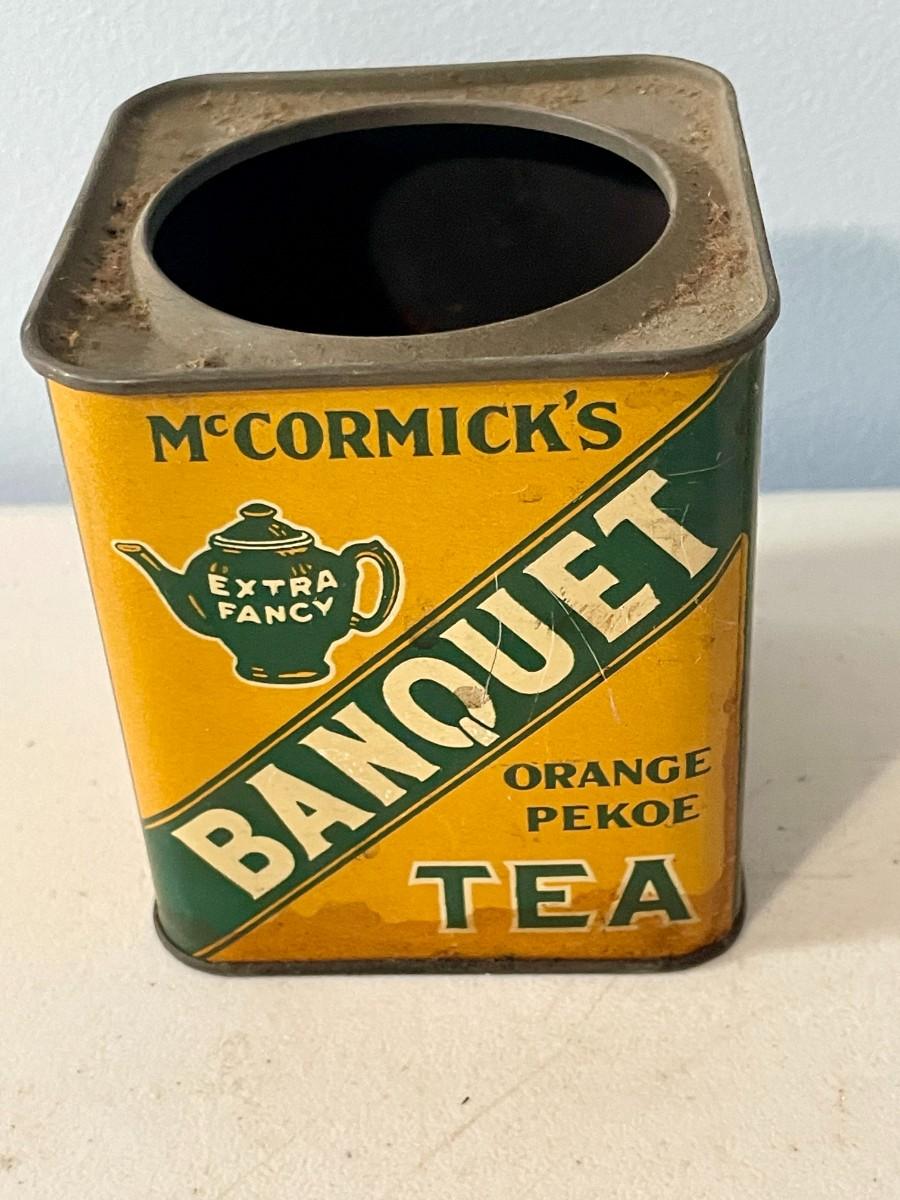 McCORMICK'S
EXTRA
FANCY
BANQUET
ORANGE
PEKOE
TEA